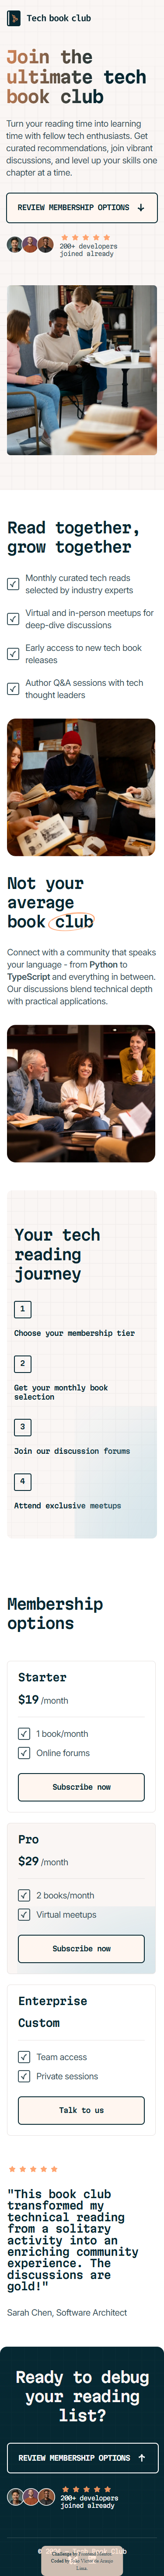 Tech book club
Join the
ultimate tech
book club
Turn your reading time into learning
time with fellow tech enthusiasts. Get
curated recommendations, join vibrant
discussions, and level up your skills one
chapter at a time.
REVIEW MEMBERSHIP OPTIONS
200+ developers
joined already
Read together,
grow together
Monthly curated tech reads
selected by industry experts
Virtual and in-person meetups for
deep-dive discussions
Early access to new tech book
releases
Author Q&A sessions with tech
thought leaders
Not your
average
book club
Connect with a community that speaks
your language - from Python to
TypeScript and everything in between.
Our discussions blend technical depth
with practical applications.
Your tech
reading
journey
1
Choose your membership tier
2
Get your monthly book
selection
3
Join our discussion forums
4
Attend exclusive meetups
Membership
options
Starter
$19 /month
1 book/month
Online forums
Subscribe now
Pro
$29 /month
2 books/month
Virtual meetups
Subscribe now
Enterprise
Custom
Team access
Private sessions
Talk to us
"This book club
transformed my
technical reading
from a solitary
activity into an
enriching community
experience. The
discussions are
gold!"
Sarah Chen, Software Architect
Ready to debug
your reading
list?
REVIEW MEMBERSHIP OPTIONS
200+ developers
joined already
Challenge by
Coded by